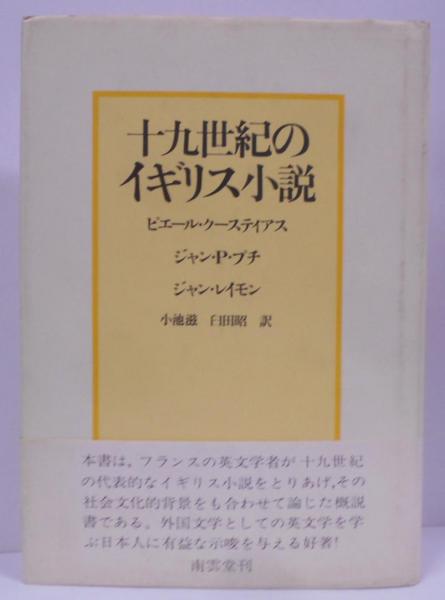 十九世紀の
イギリス小説
ピエール・クースティアス
ジャン・P・プチ
ジャン・レイモン
小池滋 臼田昭 訳
本書は、フランスの英文学者が十九世紀
の代表的なイギリス小説をとりあげ、その
社会文化的背景をも合わせて論じた概説
書である。外国文学としての英文学を学
ぶ日本人に有益な示唆を与える好著!
南雲堂刊